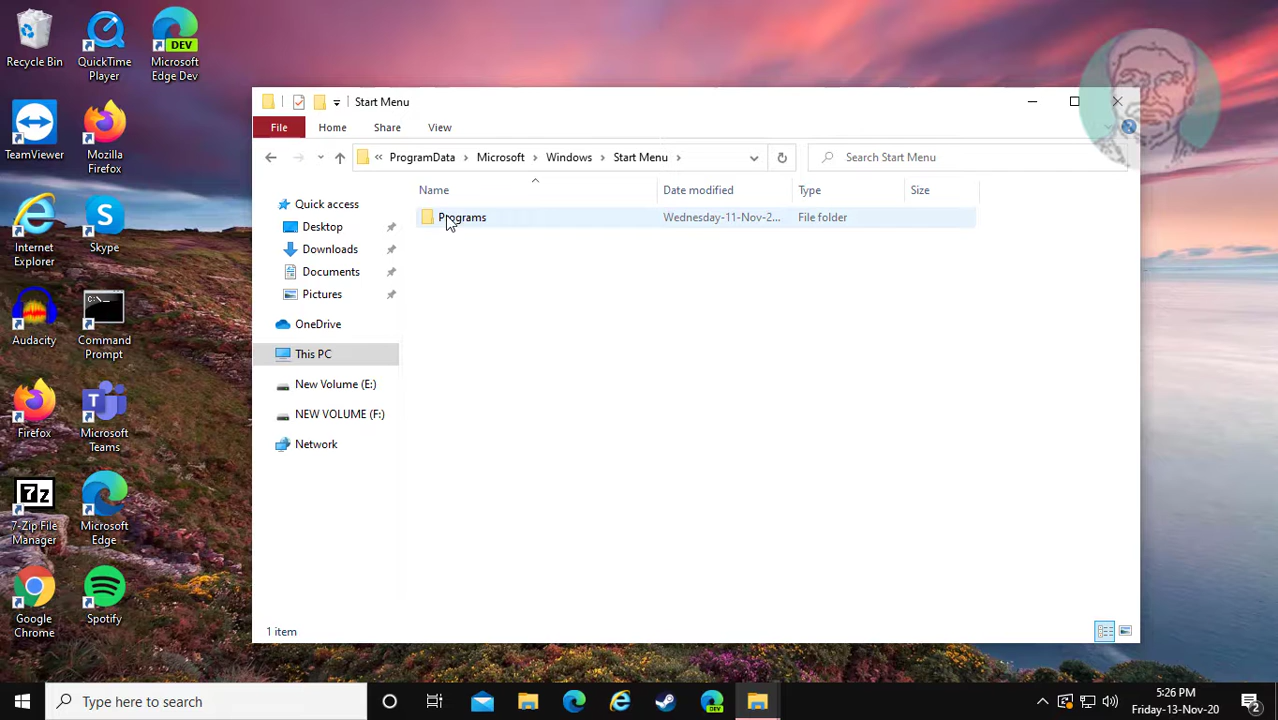 Recycle Bin
QuickTime
Player
Microsoft
Edge Dev
DEV
TeamViewer
Mozilla
Firefox
Internet
Explorer
Skype
Audacity
C:\_
Command
Prompt
Firefox
Microsoft
Teams
7z
7-Zip File
Manager
Microsoft
Edge
Google
Chrome
Spotify
Start Menu
File Home Share View
« ProgramData > Microsoft > Windows > Start Menu >
Search Start Menu
Name Date modified Type Size
Programs Wednesday-11-Nov-2... File folder
Quick access
Desktop
Downloads
Documents
Pictures
OneDrive
This PC
New Volume (E:)
NEW VOLUME (F:)
Network
1 item
Type here to search
DEV
5:26 PM
Friday-13-Nov-20
2